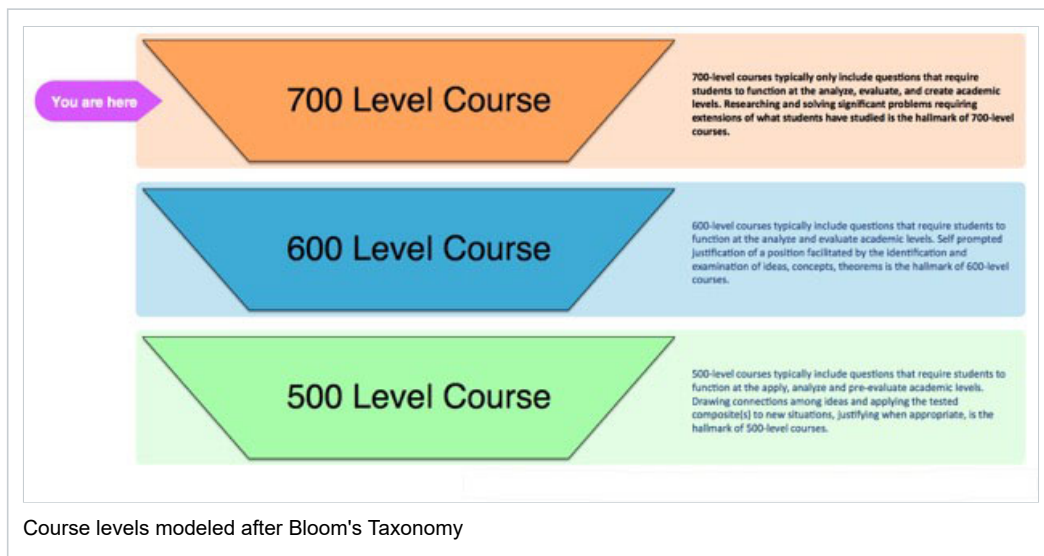 You are here
700 Level Course
700-level courses typically only include questions that require
students to function at the analyze, evaluate, and create academic
levels. Researching and solving significant problems requiring
extensions of what students have studied is the hallmark of 700-level
courses.
600 Level Course
600-level courses typically include questions that require students to
function at the analyze and evaluate academic levels. Self prompted
justification of a position facilitated by the identification and
examination of ideas, concepts, theorems is the hallmark of 600-level
courses.
500 Level Course
500-level courses typically include questions that require students to
function at the apply, analyze and pre-evaluate academic levels.
Drawing connections among ideas and applying the tested
composite(s) to new situations, justifying when appropriate, is the
hallmark of 500-level courses.
Course levels modeled after Bloom's Taxonomy